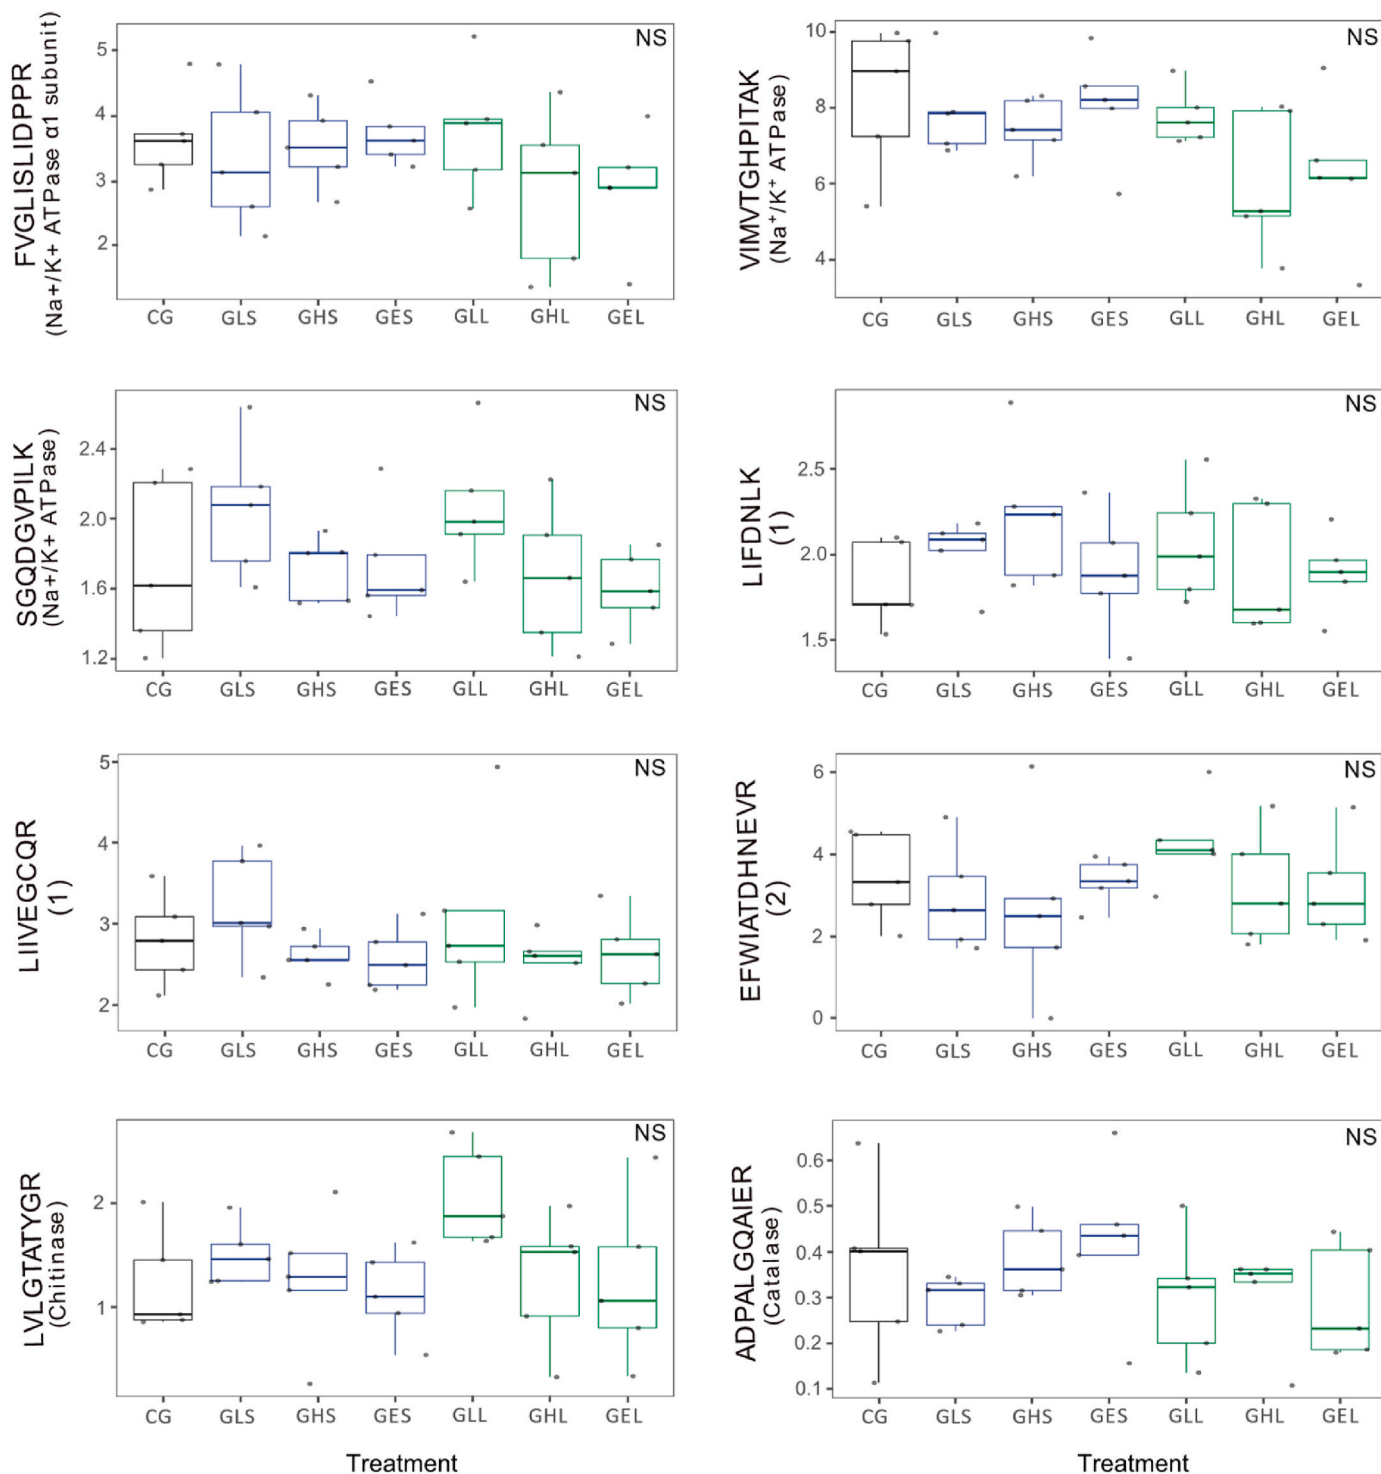 FVGLISLIDPPR
(Na+/K+ ATPase α1 subunit)
NS
5
4
3
2
CG GLS GHS GES GLL GHL GEL
VIMVTGHPITAK
(Na⁺/K⁺ ATPase)
NS
10
8
6
4
CG GLS GHS GES GLL GHL GEL
SGQDGVPILK
(Na+/K+ ATPase)
NS
2.4
2.0
1.6
1.2
CG GLS GHS GES GLL GHL GEL
LIFDNLK
(1)
NS
2.5
2.0
1.5
CG GLS GHS GES GLL GHL GEL
LIIVEGCQR
(1)
NS
5
4
3
2
CG GLS GHS GES GLL GHL GEL
EFWIATDHNEVR
(2)
NS
6
4
2
0
CG GLS GHS GES GLL GHL GEL
LVLGTATYGR
(Chitinase)
NS
2
1
CG GLS GHS GES GLL GHL GEL
Treatment
ADPALGQAIER
(Catalase)
NS
0.6
0.5
0.4
0.3
0.2
0.1
CG GLS GHS GES GLL GHL GEL
Treatment